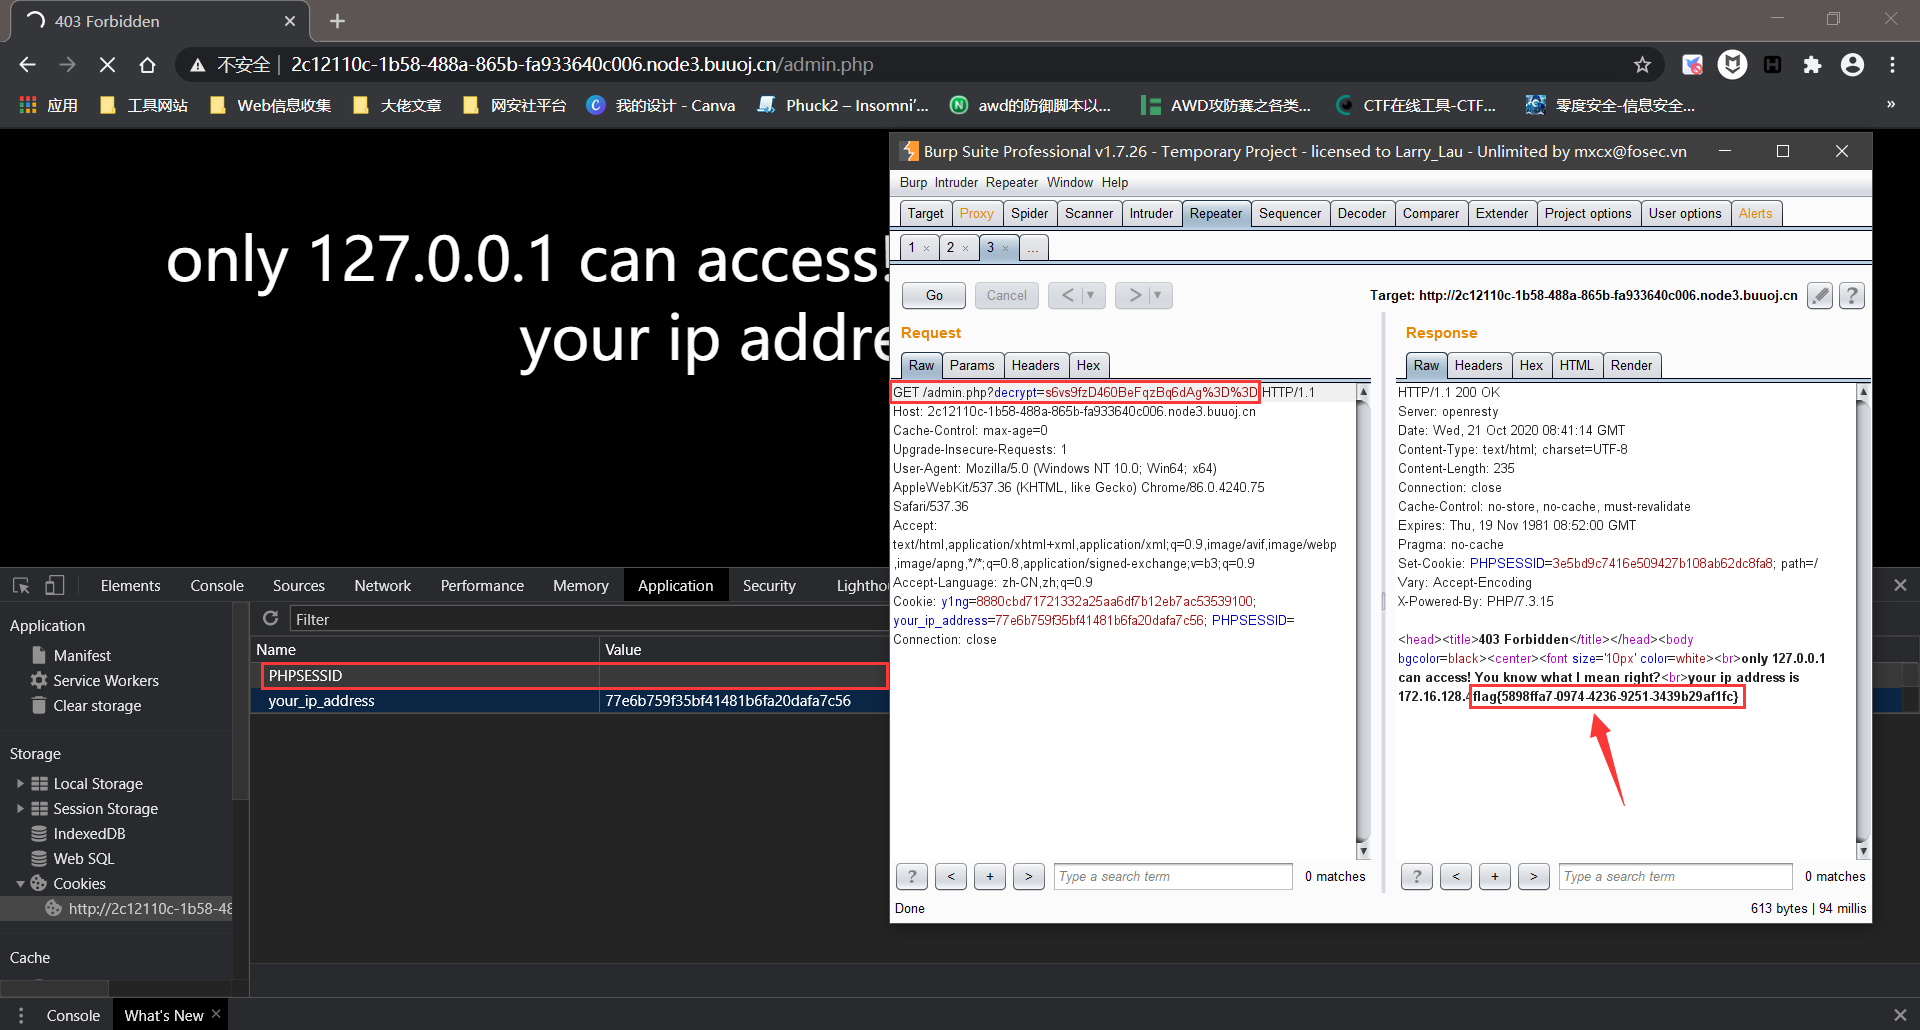 403 Forbidden
不安全 | 2c12110c-1b58-488a-865b-fa933640c006.node3.buuoj.cn/admin.php
应用 工具网站 Web信息收集 大佬文章 网安社平台 我的设计 - Canva Phuck2 – Insomni'... awd的防御脚本以... AWD攻防赛之各类... CTF在线工具-CTF... 零度安全-信息安全... »
only 127.0.0.1 can access!
your ip addre
Burp Suite Professional v1.7.26 - Temporary Project - licensed to Larry_Lau - Unlimited by mxcx@fosec.vn
Burp Intruder Repeater Window Help
Target Proxy Spider Scanner Intruder Repeater Sequencer Decoder Comparer Extender Project options User options Alerts
1 × 2 × 3 × ...
Go Cancel < > Target: http://2c12110c-1b58-488a-865b-fa933640c006.node3.buuoj.cn ?
Request
Raw Params Headers Hex
GET /admin.php?decrypt=s6vs9fzD460BeFqzBq6dAg%3D%3D HTTP/1.1
Host: 2c12110c-1b58-488a-865b-fa933640c006.node3.buuoj.cn
Cache-Control: max-age=0
Upgrade-Insecure-Requests: 1
User-Agent: Mozilla/5.0 (Windows NT 10.0; Win64; x64)
AppleWebKit/537.36 (KHTML, like Gecko) Chrome/86.0.4240.75
Safari/537.36
Accept:
text/html,application/xhtml+xml,application/xml;q=0.9,image/avif,image/webp
,image/apng,*/*;q=0.8,application/signed-exchange;v=b3;q=0.9
Accept-Language: zh-CN,zh;q=0.9
Cookie: y1ng=8880cbd71721332a25aa6df7b12eb7ac53539100;
your_ip_address=77e6b759f35bf41481b6fa20dafa7c56; PHPSESSID=
Connection: close
? < + > Type a search term 0 matches
Done
Response
Raw Headers Hex HTML Render
HTTP/1.1 200 OK
Server: openresty
Date: Wed, 21 Oct 2020 08:41:14 GMT
Content-Type: text/html; charset=UTF-8
Content-Length: 235
Connection: close
Cache-Control: no-store, no-cache, must-revalidate
Expires: Thu, 19 Nov 1981 08:52:00 GMT
Pragma: no-cache
Set-Cookie: PHPSESSID=3e5bd9c7416e509427b108ab62dc8fa8; path=/
Vary: Accept-Encoding
X-Powered-By: PHP/7.3.15
<head><title>403 Forbidden</title></head><body
bgcolor=black><center><font size='10px' color=white><br>only 127.0.0.1
can access! You know what I mean right?<br>your ip address is
172.16.128.4flag{5898ffa7-0974-4236-9251-3439b29af1fc}
? < + > Type a search term 0 matches
613 bytes | 94 millis
Elements Console Sources Network Performance Memory Application Security Lightho
Application
Manifest
Service Workers
Clear storage
Storage
Local Storage
Session Storage
IndexedDB
Web SQL
Cookies
http://2c12110c-1b58-48
Cache
Filter
Name Value
PHPSESSID
your_ip_address 77e6b759f35bf41481b6fa20dafa7c56
Console What's New ×